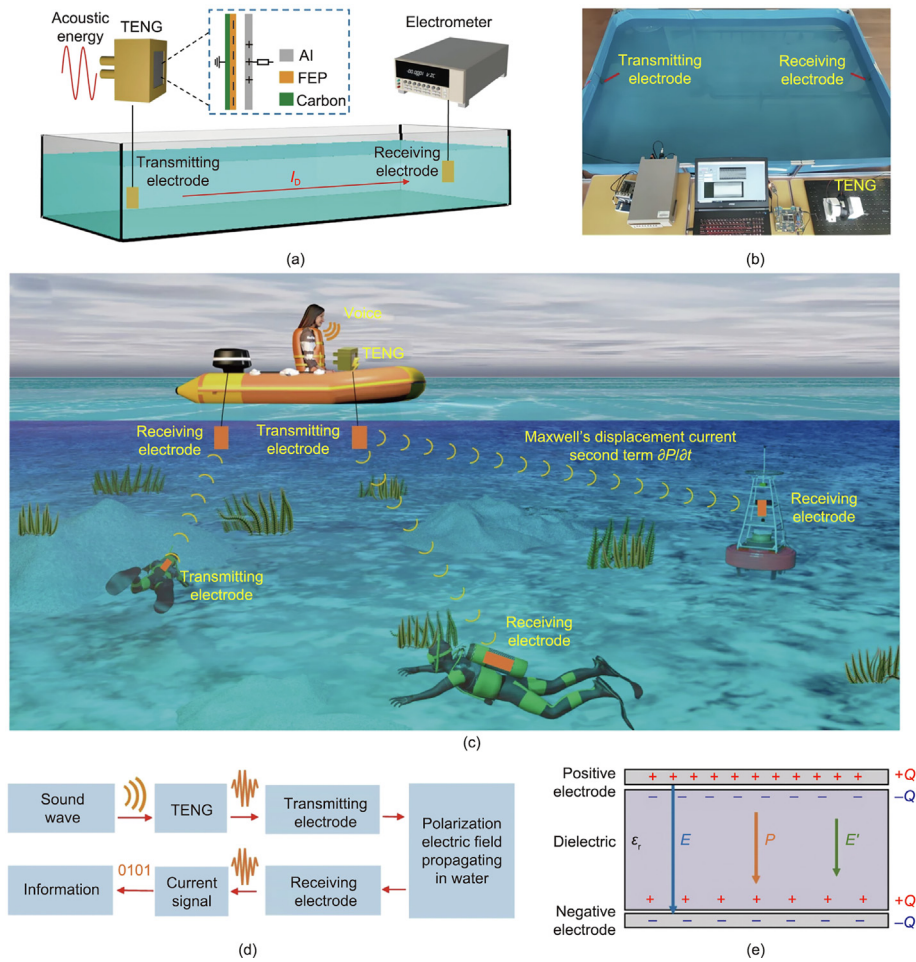 Acoustic
energy
TENG
Al
FEP
Carbon
Electrometer
Transmitting
electrode
I_D
Receiving
electrode
(a)
Transmitting
electrode
Receiving
electrode
TENG
(b)
Voice
TENG
Receiving
electrode
Transmitting
electrode
Maxwell's displacement current
second term ∂P/∂t
Receiving
electrode
Transmitting
electrode
Receiving
electrode
(c)
Sound
wave
TENG
Transmitting
electrode
Polarization
electric field
propagating
in water
Information
0101
Current
signal
Receiving
electrode
(d)
Positive
electrode
+Q
−Q
Dielectric
εr
E
P
E'
+Q
Negative
electrode
−Q
(e)